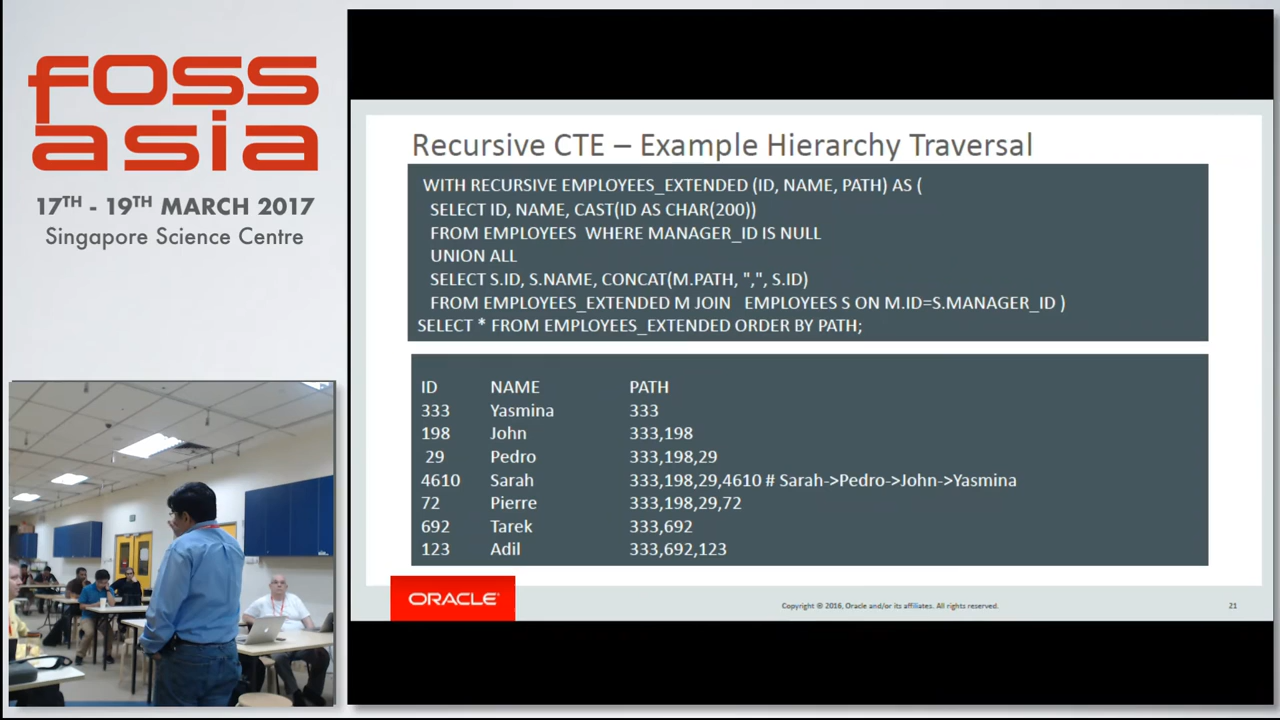 foss
asia
17TH - 19TH MARCH 2017
Singapore Science Centre
Recursive CTE – Example Hierarchy Traversal
WITH RECURSIVE EMPLOYEES_EXTENDED (ID, NAME, PATH) AS (
SELECT ID, NAME, CAST(ID AS CHAR(200))
FROM EMPLOYEES WHERE MANAGER_ID IS NULL
UNION ALL
SELECT S.ID, S.NAME, CONCAT(M.PATH, ",", S.ID)
FROM EMPLOYEES_EXTENDED M JOIN EMPLOYEES S ON M.ID=S.MANAGER_ID )
SELECT * FROM EMPLOYEES_EXTENDED ORDER BY PATH;
ID NAME PATH
333 Yasmina 333
198 John 333,198
29 Pedro 333,198,29
4610 Sarah 333,198,29,4610 # Sarah->Pedro->John->Yasmina
72 Pierre 333,198,29,72
692 Tarek 333,692
123 Adil 333,692,123
ORACLE®
Copyright © 2016, Oracle and/or its affiliates. All rights reserved. 21